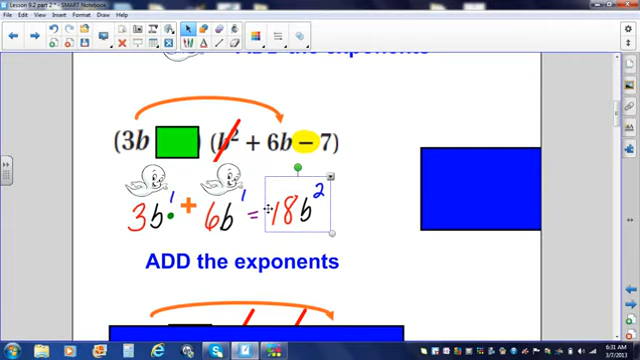 Lesson 9.2 part 2 * - SMART Notebook
File Edit View Insert Format Draw Help
ADD the exponents
(3b ) (b² + 6b − 7)
3b¹ • + 6b¹ = 18b²
ADD the exponents
6:31 AM
3/7/2013